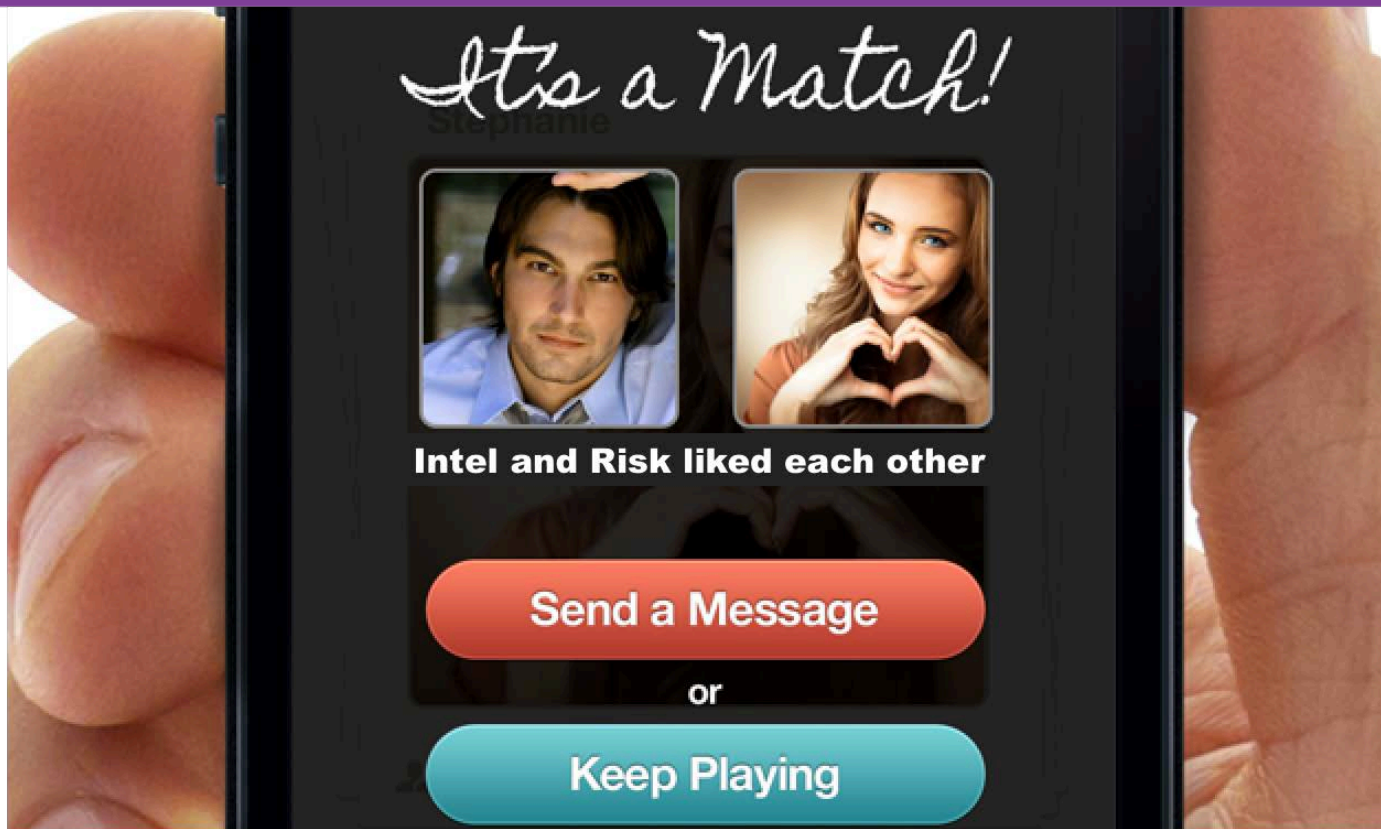 It's a Match!
Stephanie
Intel and Risk liked each other
Send a Message
or
Keep Playing